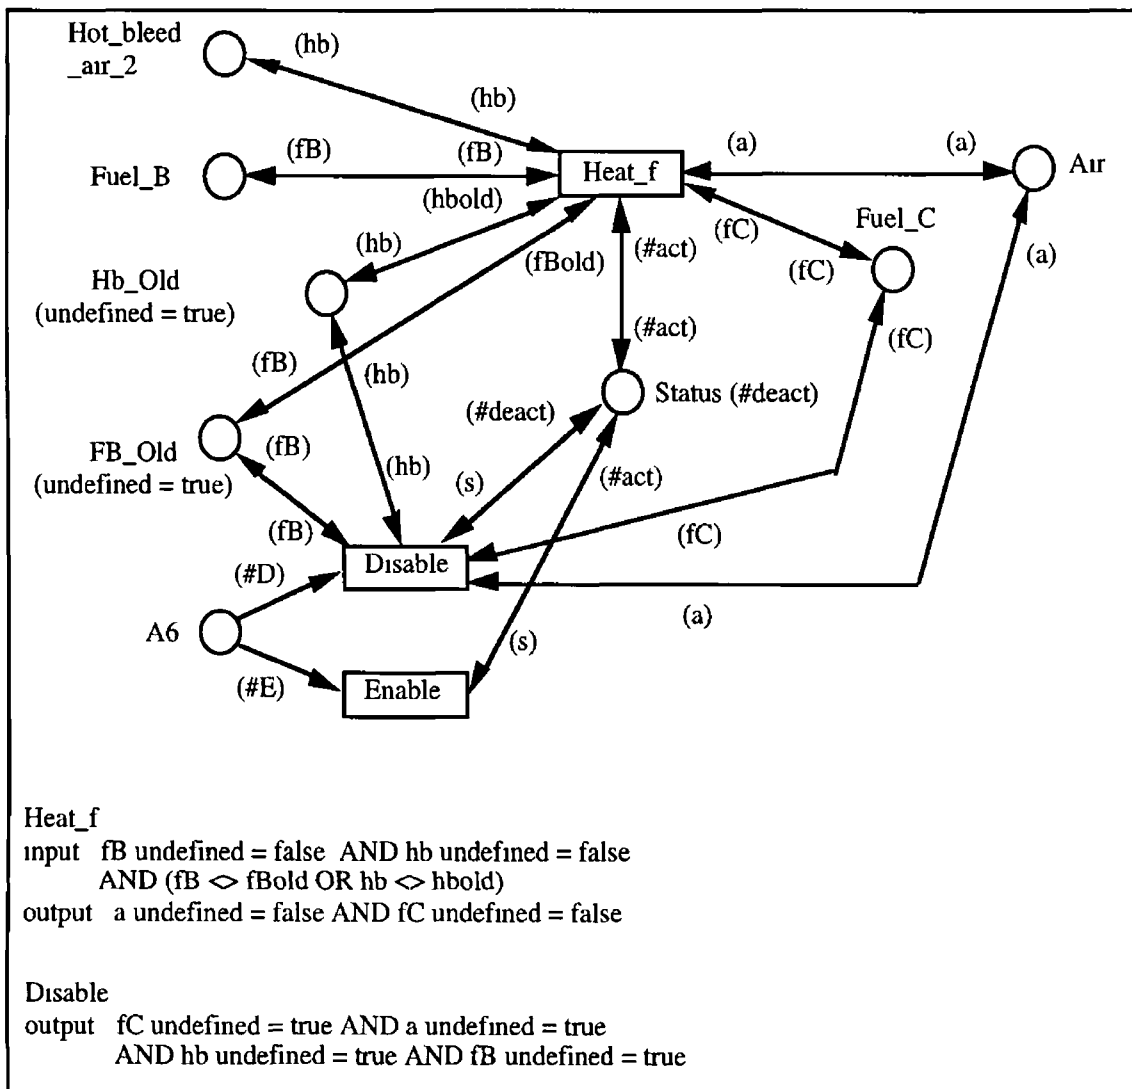 Hot_bleed
_air_2
(hb)
(hb)
Fuel_B
(fB)
(fB)
Heat_f
(a)
(a)
Air
(hbold)
(hb)
Hb_Old
(undefined = true)
(fBold)
(#act)
(fC)
Fuel_C
(fC)
(a)
(fB)
(hb)
(#act)
(fC)
Status (#deact)
(#deact)
(#act)
FB_Old
(undefined = true)
(fB)
(hb)
(s)
(fB)
(fC)
Disable
(#D)
A6
(a)
(s)
(#E)
Enable
Heat_f
input fB undefined = false AND hb undefined = false
AND (fB <> fBold OR hb <> hbold)
output a undefined = false AND fC undefined = false
Disable
output fC undefined = true AND a undefined = true
AND hb undefined = true AND fB undefined = true